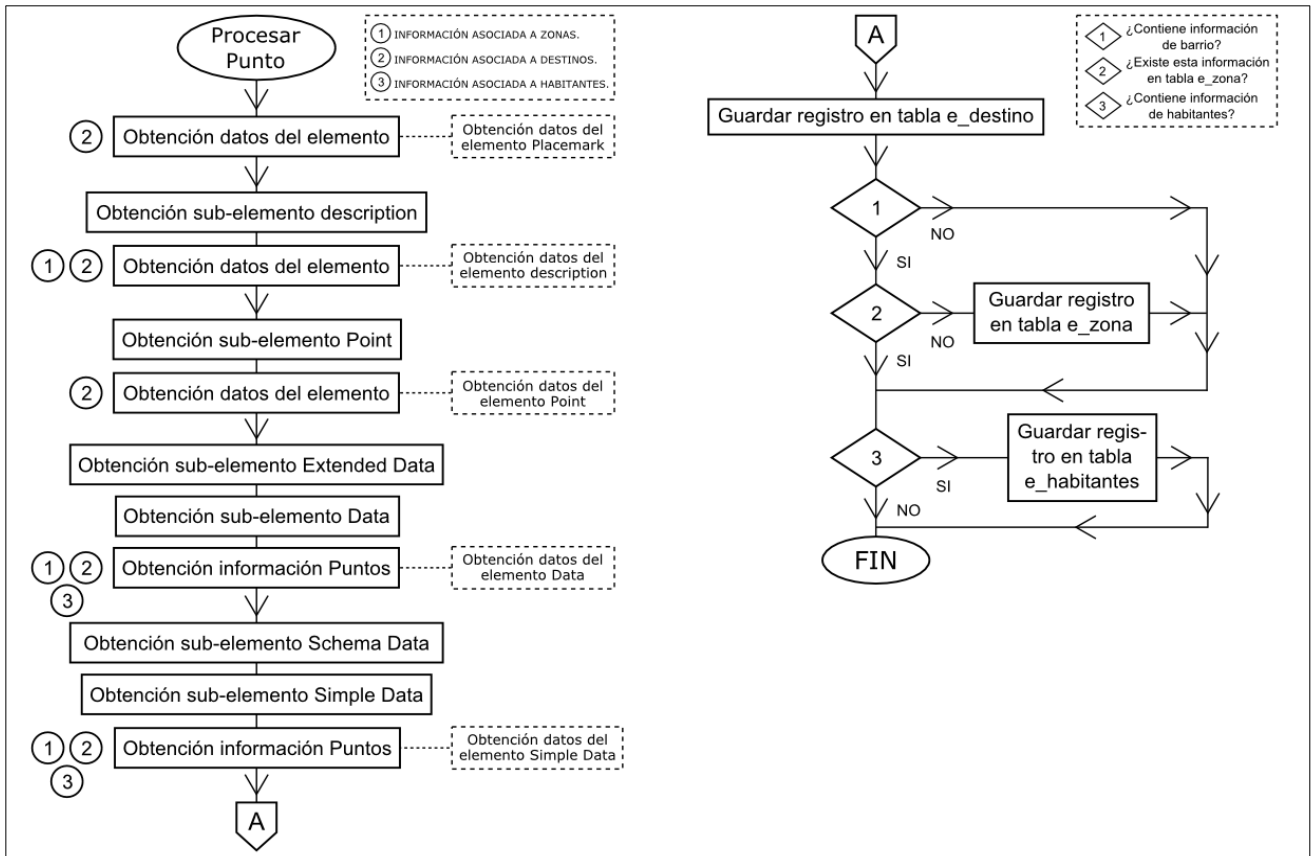 Procesar
Punto
1 INFORMACIÓN ASOCIADA A ZONAS.
2 INFORMACIÓN ASOCIADA A DESTINOS.
3 INFORMACIÓN ASOCIADA A HABITANTES.
2
Obtención datos del elemento
Obtención datos del
elemento Placemark
Obtención sub-elemento description
1 2
Obtención datos del elemento
Obtención datos del
elemento description
Obtención sub-elemento Point
2
Obtención datos del elemento
Obtención datos del
elemento Point
Obtención sub-elemento Extended Data
Obtención sub-elemento Data
1 2
3
Obtención información Puntos
Obtención datos del
elemento Data
Obtención sub-elemento Schema Data
Obtención sub-elemento Simple Data
1 2
3
Obtención información Puntos
Obtención datos del
elemento Simple Data
A
A
1 ¿Contiene información
de barrio?
2 ¿Existe esta información
en tabla e_zona?
3 ¿Contiene información
de habitantes?
Guardar registro en tabla e_destino
1
NO
SI
2
NO
Guardar registro
en tabla e_zona
SI
3
SI
Guardar regis-
tro en tabla
e_habitantes
NO
FIN